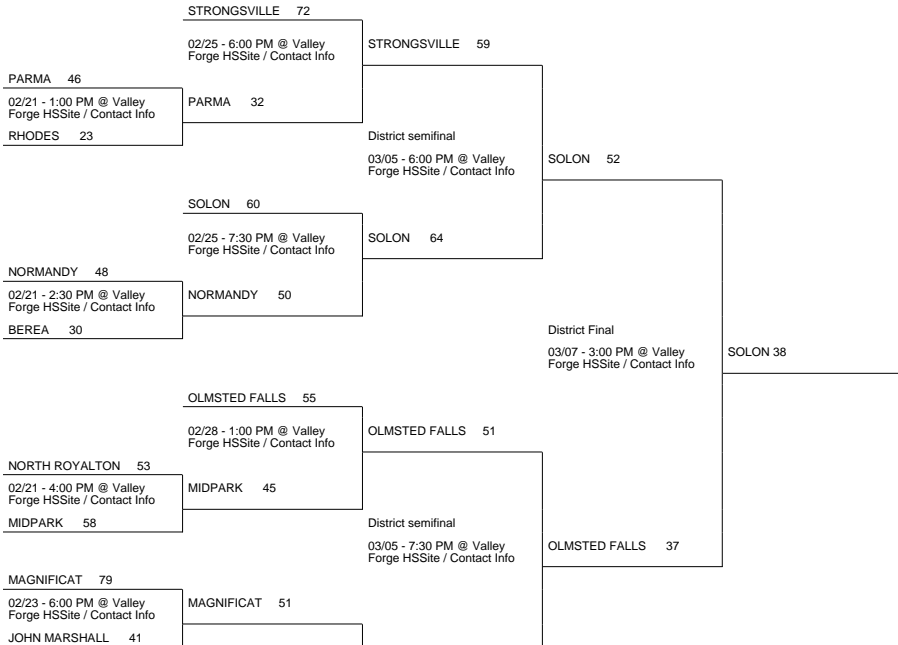 STRONGSVILLE 72
02/25 - 6:00 PM @ Valley
Forge HSSite / Contact Info
STRONGSVILLE 59
PARMA 46
02/21 - 1:00 PM @ Valley
Forge HSSite / Contact Info
PARMA 32
RHODES 23
District semifinal
03/05 - 6:00 PM @ Valley
Forge HSSite / Contact Info
SOLON 52
SOLON 60
02/25 - 7:30 PM @ Valley
Forge HSSite / Contact Info
SOLON 64
NORMANDY 48
02/21 - 2:30 PM @ Valley
Forge HSSite / Contact Info
NORMANDY 50
BEREA 30
District Final
03/07 - 3:00 PM @ Valley
Forge HSSite / Contact Info
SOLON 38
OLMSTED FALLS 55
02/28 - 1:00 PM @ Valley
Forge HSSite / Contact Info
OLMSTED FALLS 51
NORTH ROYALTON 53
02/21 - 4:00 PM @ Valley
Forge HSSite / Contact Info
MIDPARK 45
MIDPARK 58
District semifinal
03/05 - 7:30 PM @ Valley
Forge HSSite / Contact Info
OLMSTED FALLS 37
MAGNIFICAT 79
02/23 - 6:00 PM @ Valley
Forge HSSite / Contact Info
MAGNIFICAT 51
JOHN MARSHALL 41